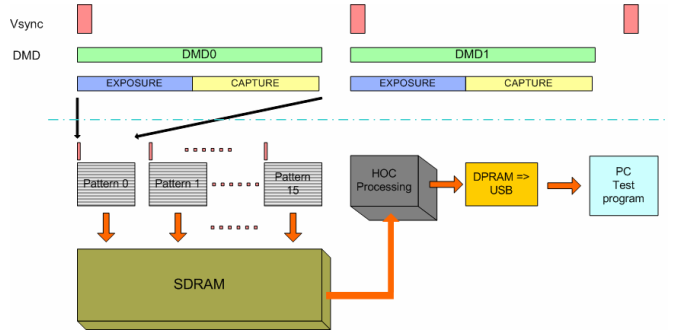 Vsync
DMD
DMD0
DMD1
EXPOSURE
CAPTURE
EXPOSURE
CAPTURE
Pattern 0
Pattern 1
Pattern
15
HOC
Processing
DPRAM =>
USB
PC
Test
program
SDRAM